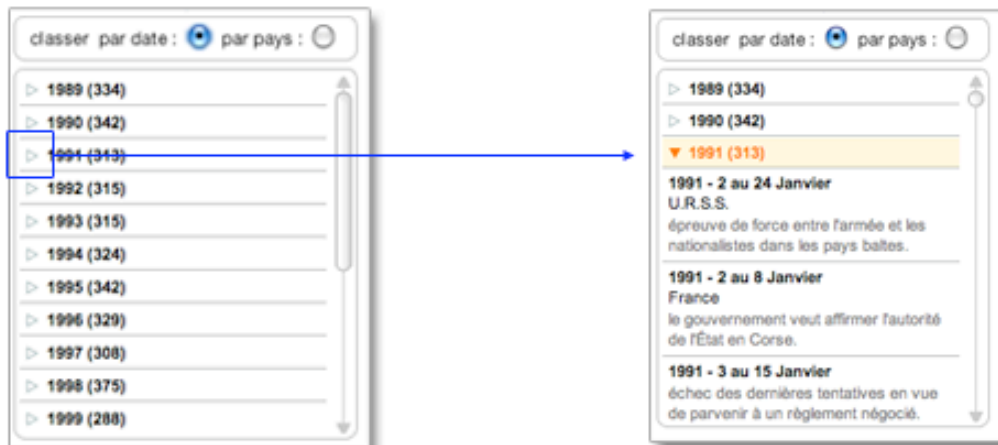 classer par date : par pays :
1989 (334)
1990 (342)
1991 (313)
1992 (315)
1993 (315)
1994 (324)
1995 (342)
1996 (329)
1997 (308)
1998 (375)
1999 (288)
classer par date : par pays :
1989 (334)
1990 (342)
1991 (313)
1991 - 2 au 24 Janvier
U.R.S.S.
épreuve de force entre l'armée et les
nationalistes dans les pays baltes.
1991 - 2 au 8 Janvier
France
le gouvernement veut affirmer l'autorité
de l'État en Corse.
1991 - 3 au 15 Janvier
échec des dernières tentatives en vue
de parvenir à un règlement négocié.